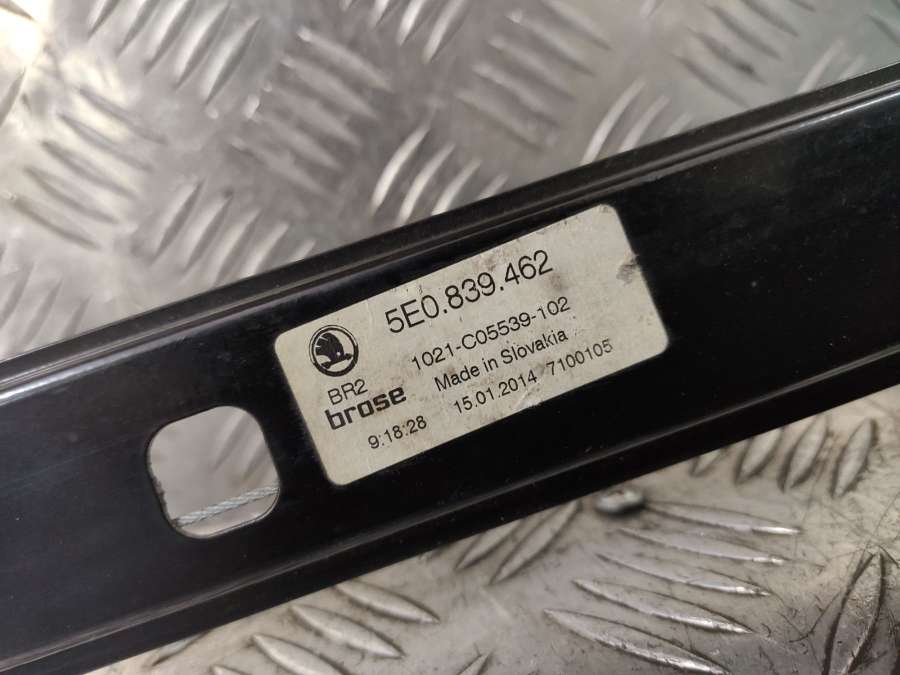 5E0.839.462
1021-C05539-102
BR2
Made in Slovakia
brose
9:18:28 15.01.2014 7100105